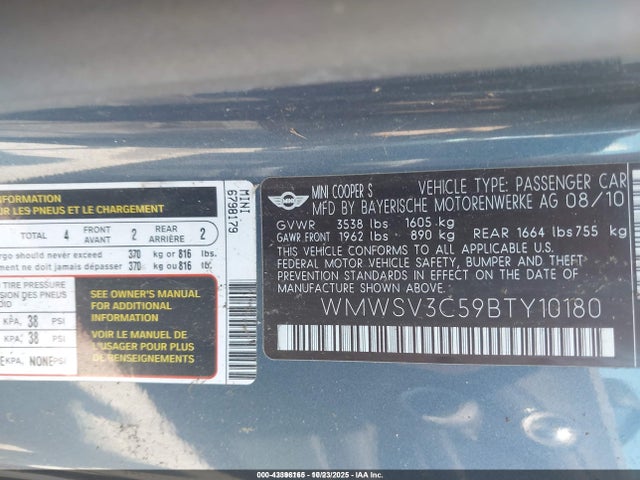 INFORMATION
SUR LES PNEUS ET LE CHARGEMENT
TOTAL 4 FRONT AVANT 2 REAR ARRIÈRE 2
rgo should never exceed 370 kg or 816 lbs.
ment ne doit jamais dépasser 370 kg ou 816 lb.
TIRE PRESSURE
SION DES PNEUS
KPA, 38 PSI
KPA, 38 PSI
KPA, NONE PSI
SEE OWNER'S MANUAL
FOR ADDITIONAL
INFORMATION
VOIR LE MANUEL DE
L'USAGER POUR PLUS
DE RENSEIGNEMENTS
MINI
6798179
MINI
MINI COOPER S VEHICLE TYPE: PASSENGER CAR
MFD BY BAYERISCHE MOTORENWERKE AG 08/10
GVWR 3538 lbs 1605 kg
GAWR.FRONT 1962 lbs 890 kg REAR 1664 lbs 755 kg
THIS VEHICLE CONFORMS TO ALL APPLICABLE U.S.
FEDERAL MOTOR VEHICLE SAFETY, BUMPER AND THEFT
PREVENTION STANDARDS IN EFFECT ON THE DATE OF
MANUFACTURE SHOWN ABOVE.
WMWSV3C59BTY10180
000-43398165 - 10/23/2025 - IAAI.COM